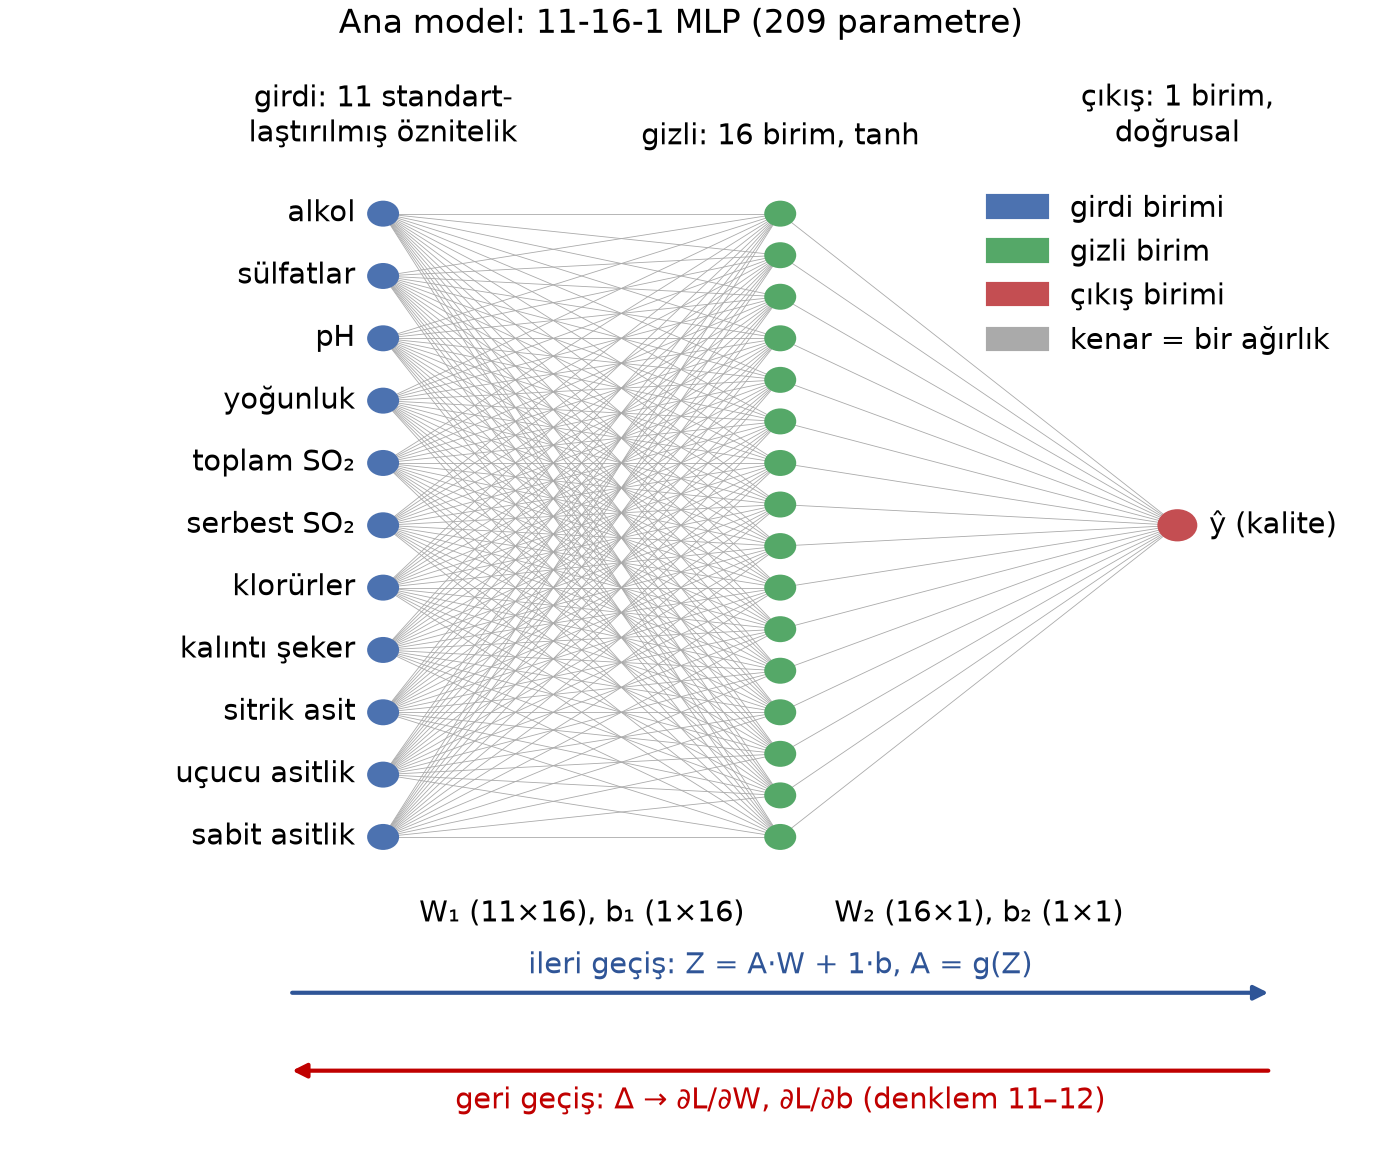 Ana model: 11-16-1 MLP (209 parametre)
girdi: 11 standart-
laştırılmış öznitelik
gizli: 16 birim, tanh
çıkış: 1 birim,
doğrusal
girdi birimi
gizli birim
çıkış birimi
kenar = bir ağırlık
alkol
sülfatlar
pH
yoğunluk
toplam SO₂
serbest SO₂
klorürler
kalıntı şeker
sitrik asit
uçucu asitlik
sabit asitlik
ŷ (kalite)
W₁ (11×16), b₁ (1×16)
W₂ (16×1), b₂ (1×1)
ileri geçiş: Z = A·W + 1·b, A = g(Z)
geri geçiş: Δ → ∂L/∂W, ∂L/∂b (denklem 11–12)